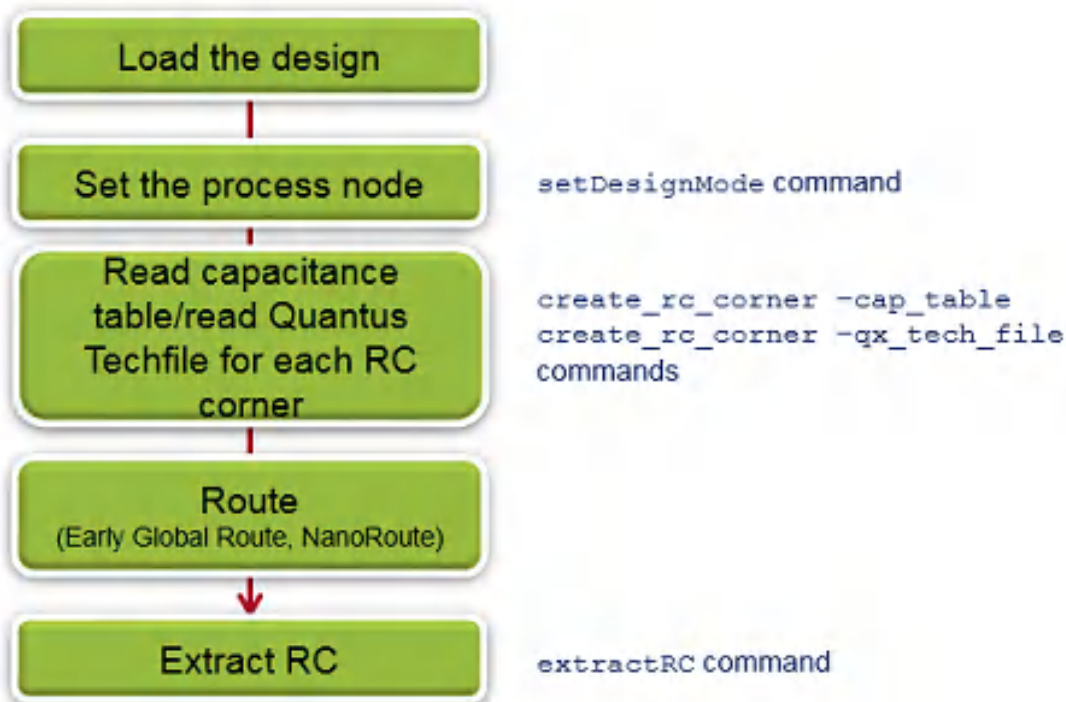 Load the design
Set the process node
setDesignMode command
Read capacitance
table/read Quantus
Techfile for each RC
corner
create_rc_corner -cap_table
create_rc_corner -qx_tech_file
commands
Route
(Early Global Route, NanoRoute)
Extract RC
extractRC command